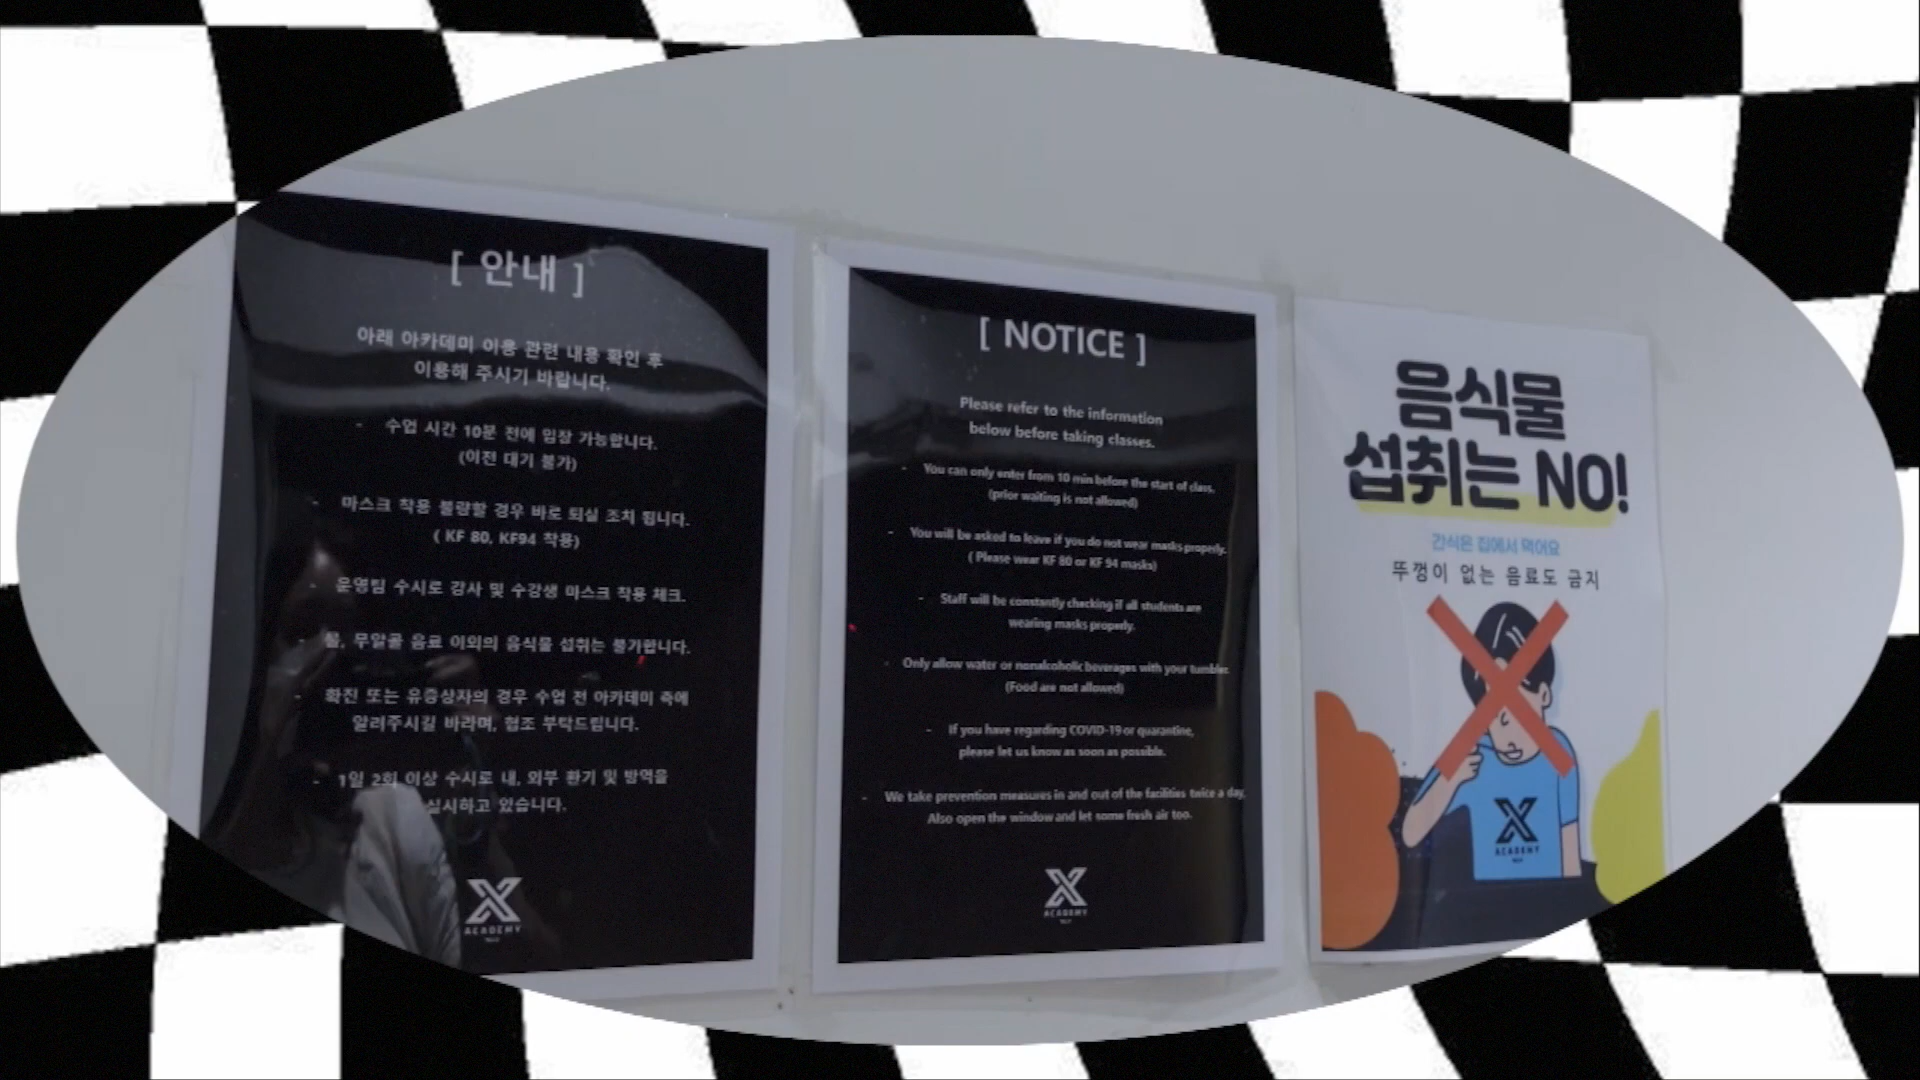 [ 안내 ]
아래 아카데미 이용 관련 내용 확인 후
이용해 주시기 바랍니다.
- 수업 시간 10분 전에 입장 가능합니다.
(이전 대기 불가)
- 마스크 착용 불량할 경우 바로 퇴실 조치 됩니다.
( KF 80, KF94 착용)
- 운영팀 수시로 강사 및 수강생 마스크 착용 체크.
- 물, 무알콜 음료 이외의 음식물 섭취는 불가합니다.
- 확진 또는 유증상자의 경우 수업 전 아카데미 측에
알려주시길 바라며, 협조 부탁드립니다.
- 1일 2회 이상 수시로 내, 외부 환기 및 방역을
실시하고 있습니다.
X
ACADEMY
[ NOTICE ]
Please refer to the information
below before taking classes.
- You can only enter from 10 min before the start of class.
(prior waiting is not allowed)
- You will be asked to leave if you do not wear masks properly.
( Please wear KF 80 or KF 94 masks)
- Staff will be constantly checking if all students are
wearing masks properly.
- Only allow water or nonalkoholic beverages with your tumbler.
(Food are not allowed)
- If you have regarding COVID-19 or quarantine,
please let us know as soon as possible.
- We take prevention measures in and out of the facilities twice a day.
Also open the window and let some fresh air too.
X
ACADEMY
음식물
섭취는 NO!
간식은 집에서 먹어요
뚜껑이 없는 음료도 금지
X
ACADEMY